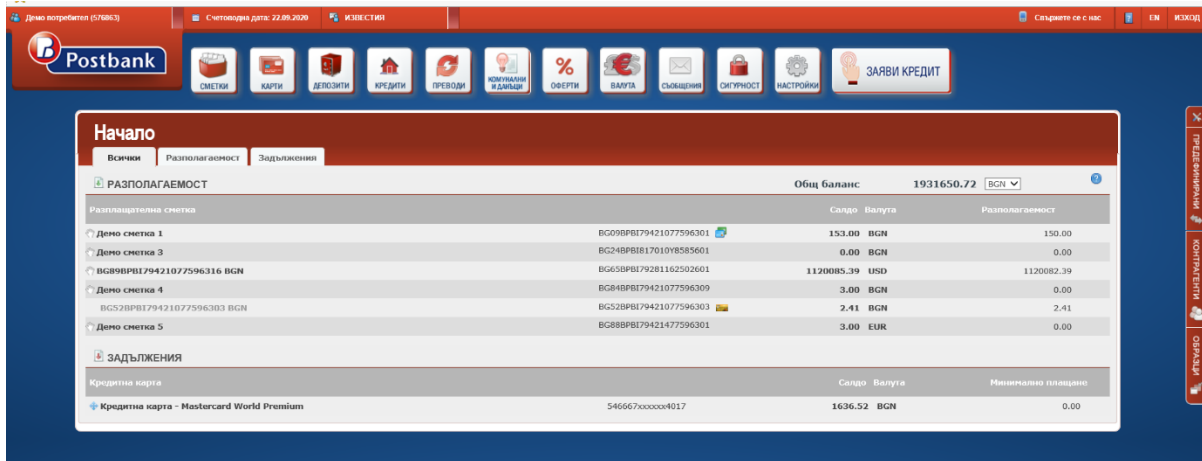 Демо потребител (576863)
Счетоводна дата: 22.09.2020
ИЗВЕСТИЯ
Свържете се с нас
EN
ИЗХОД
Postbank
СМЕТКИ
КАРТИ
ДЕПОЗИТИ
КРЕДИТИ
ПРЕВОДИ
КОМУНАЛНИ
И ДАНЪЦИ
ОФЕРТИ
ВАЛУТА
СЪОБЩЕНИЯ
СИГУРНОСТ
НАСТРОЙКИ
ЗАЯВИ КРЕДИТ
Начало
Всички Разполагаемост Задължения
РАЗПОЛАГАЕМОСТ Общ баланс 1931650.72 BGN
Разплащателна сметка Салдо Валута Разполагаемост
Демо сметка 1 BG09BPBI79421077596301 153.00 BGN 150.00
Демо сметка 3 BG24BPBI817010Y8585601 0.00 BGN 0.00
BG89BPBI79421077596316 BGN BG65BPBI79281162502601 1120085.39 USD 1120082.39
Демо сметка 4 BG84BPBI79421077596309 3.00 BGN 0.00
BG52BPBI79421077596303 BGN BG52BPBI79421077596303 2.41 BGN 2.41
Демо сметка 5 BG88BPBI79421477596301 3.00 EUR 0.00
ЗАДЪЛЖЕНИЯ
Кредитна карта Салдо Валута Минимално плащане
Кредитна карта - Mastercard World Premium 546667xxxxxx4017 1636.52 BGN 0.00
ПРЕДЕФИНИРАНИ
КОНТРАГЕНТИ
ОБРАЗЦИ